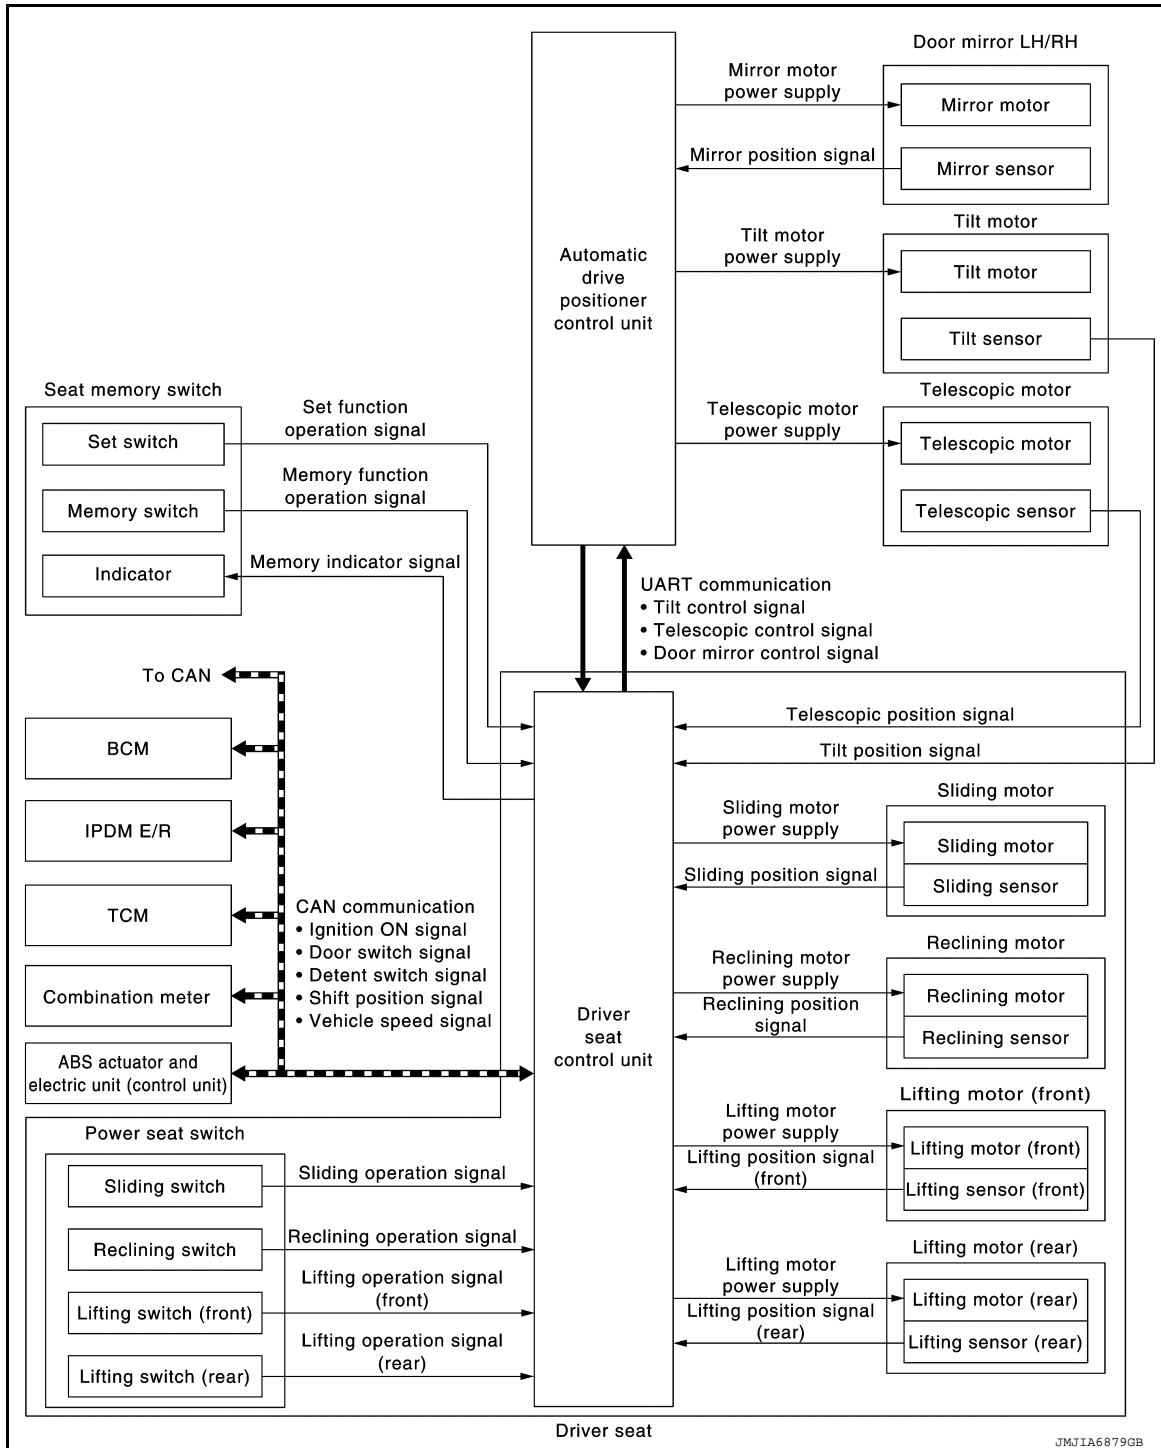 Door mirror LH/RH
Mirror motor
power supply
Mirror motor
Mirror position signal
Mirror sensor
Tilt motor
Tilt motor
power supply
Tilt motor
Automatic
drive
positioner
control unit
Tilt sensor
Telescopic motor
Telescopic motor
power supply
Telescopic motor
Telescopic sensor
Seat memory switch
Set function
operation signal
Set switch
Memory function
operation signal
Memory switch
Memory indicator signal
Indicator
UART communication
• Tilt control signal
• Telescopic control signal
• Door mirror control signal
To CAN
BCM
IPDM E/R
TCM
Combination meter
ABS actuator and
electric unit (control unit)
CAN communication
• Ignition ON signal
• Door switch signal
• Detent switch signal
• Shift position signal
• Vehicle speed signal
Driver
seat
control unit
Telescopic position signal
Tilt position signal
Sliding motor
Sliding motor
power supply
Sliding motor
Sliding position signal
Sliding sensor
Reclining motor
Reclining motor
power supply
Reclining motor
Reclining position
signal
Reclining sensor
Lifting motor (front)
Lifting motor
power supply
Lifting motor (front)
Lifting position signal
(front)
Lifting sensor (front)
Lifting motor (rear)
Lifting motor
power supply
Lifting motor (rear)
Lifting position signal
(rear)
Lifting sensor (rear)
Power seat switch
Sliding operation signal
Sliding switch
Reclining operation signal
Reclining switch
Lifting operation signal
(front)
Lifting switch (front)
Lifting operation signal
(rear)
Lifting switch (rear)
Driver seat
JMJIA6879GB